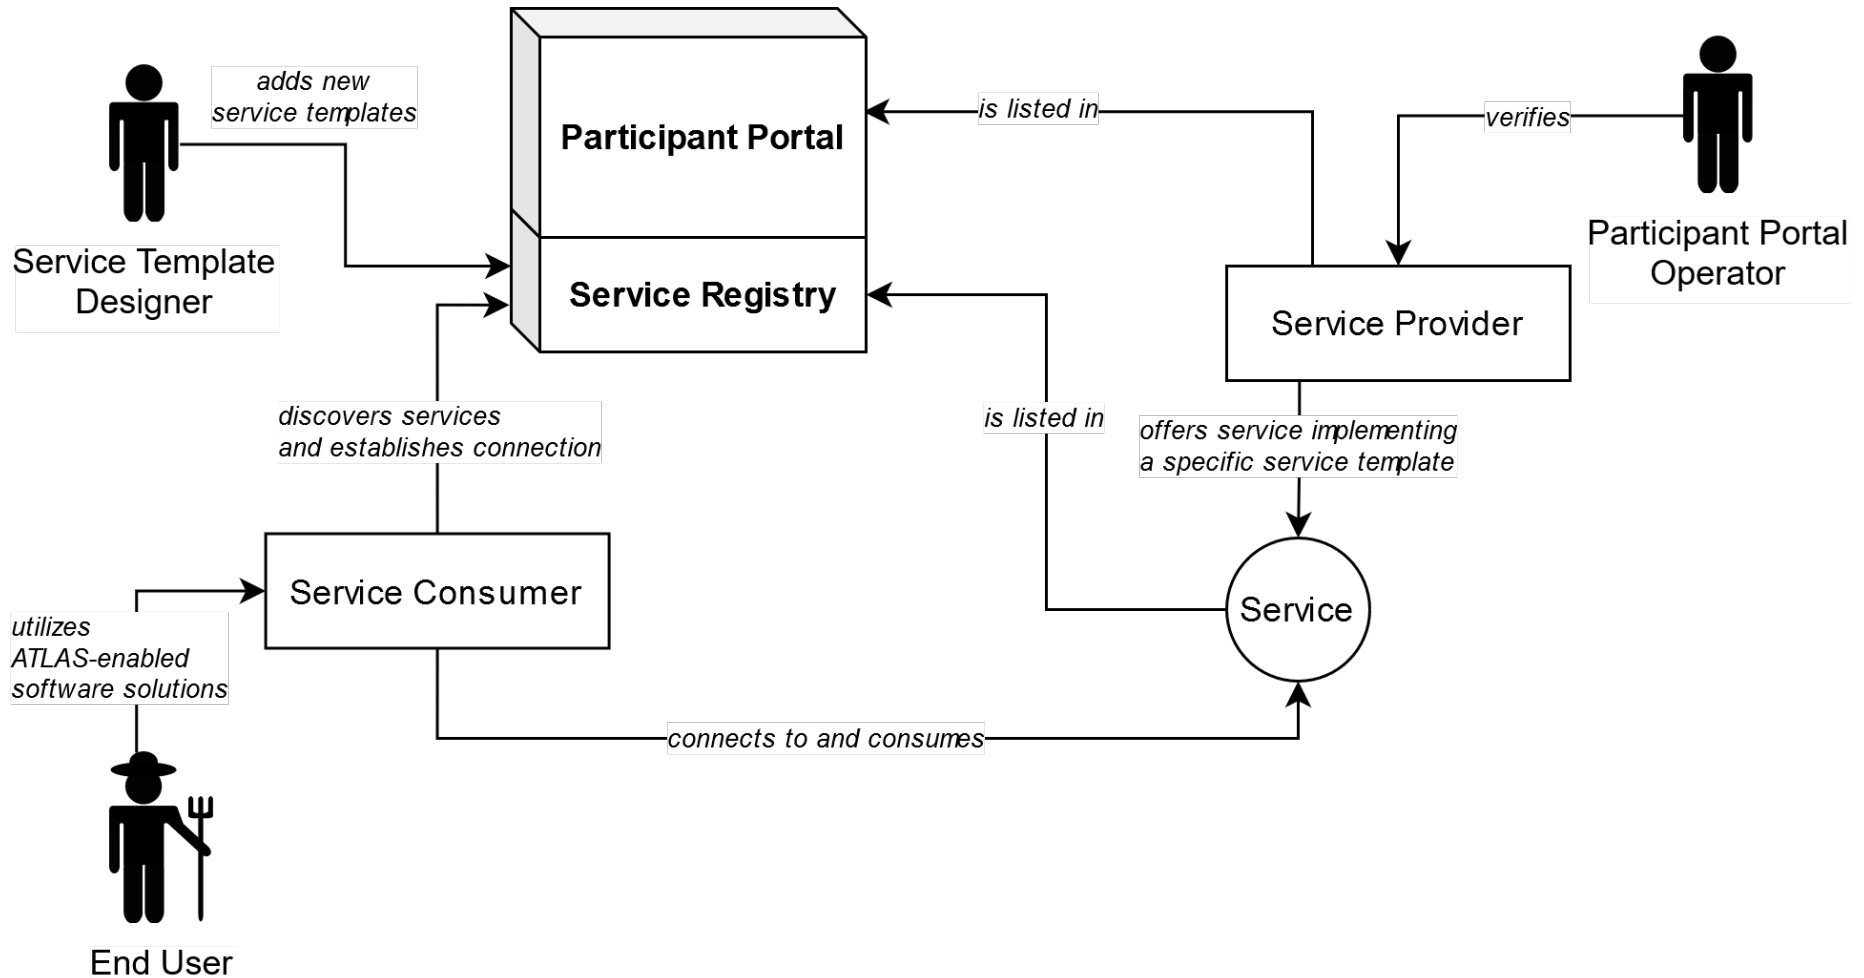 adds new
service templates
Service Template
Designer
Participant Portal
Service Registry
is listed in
verifies
Participant Portal
Operator
Service Provider
discovers services
and establishes connection
is listed in
offers service implementing
a specific service template
Service Consumer
Service
utilizes
ATLAS-enabled
software solutions
connects to and consumes
End User